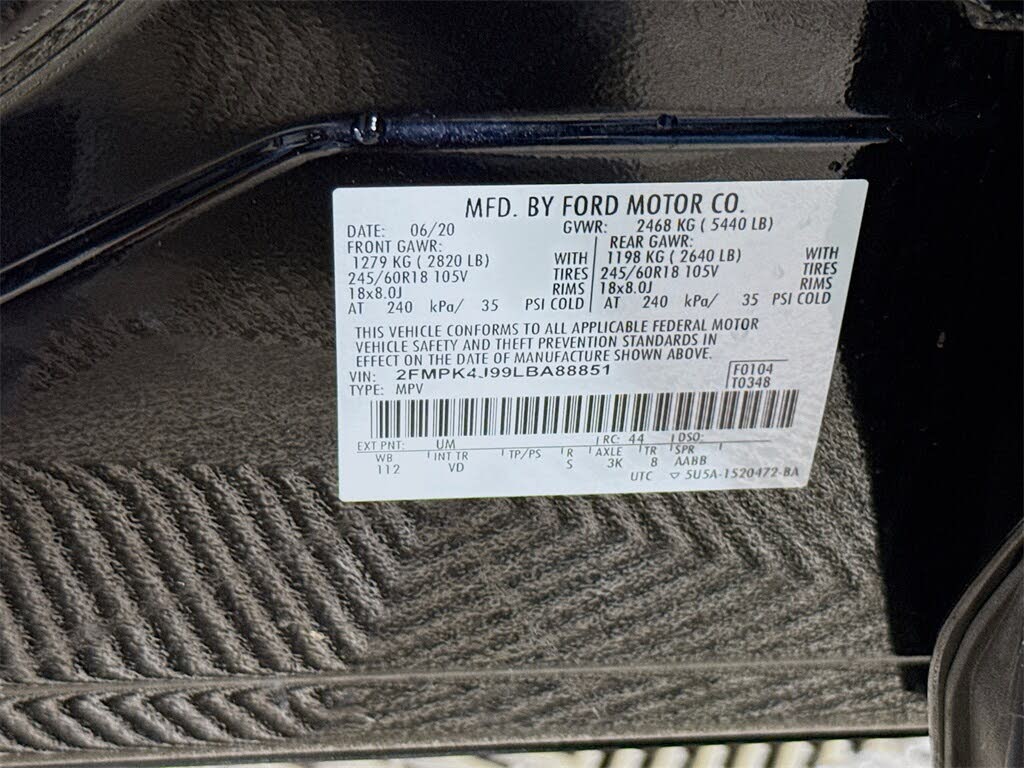 MFD. BY FORD MOTOR CO.
DATE: 06/20 GVWR: 2468 KG ( 5440 LB)
FRONT GAWR: REAR GAWR:
1279 KG ( 2820 LB) WITH 1198 KG ( 2640 LB) WITH
245/60R18 105V TIRES 245/60R18 105V TIRES
18x8.0J RIMS 18x8.0J RIMS
AT 240 kPa/ 35 PSI COLD AT 240 kPa/ 35 PSI COLD
THIS VEHICLE CONFORMS TO ALL APPLICABLE FEDERAL MOTOR
VEHICLE SAFETY AND THEFT PREVENTION STANDARDS IN
EFFECT ON THE DATE OF MANUFACTURE SHOWN ABOVE.
VIN: 2FMPK4J99LBA88851 F0104
TYPE: MPV T0348
EXT PNT: UM RC: 44 DSO:
WB INT TR TP/PS R AXLE TR SPR
112 VD S 3K 8 AABB
UTC ▽ 5U5A-1520472-BA